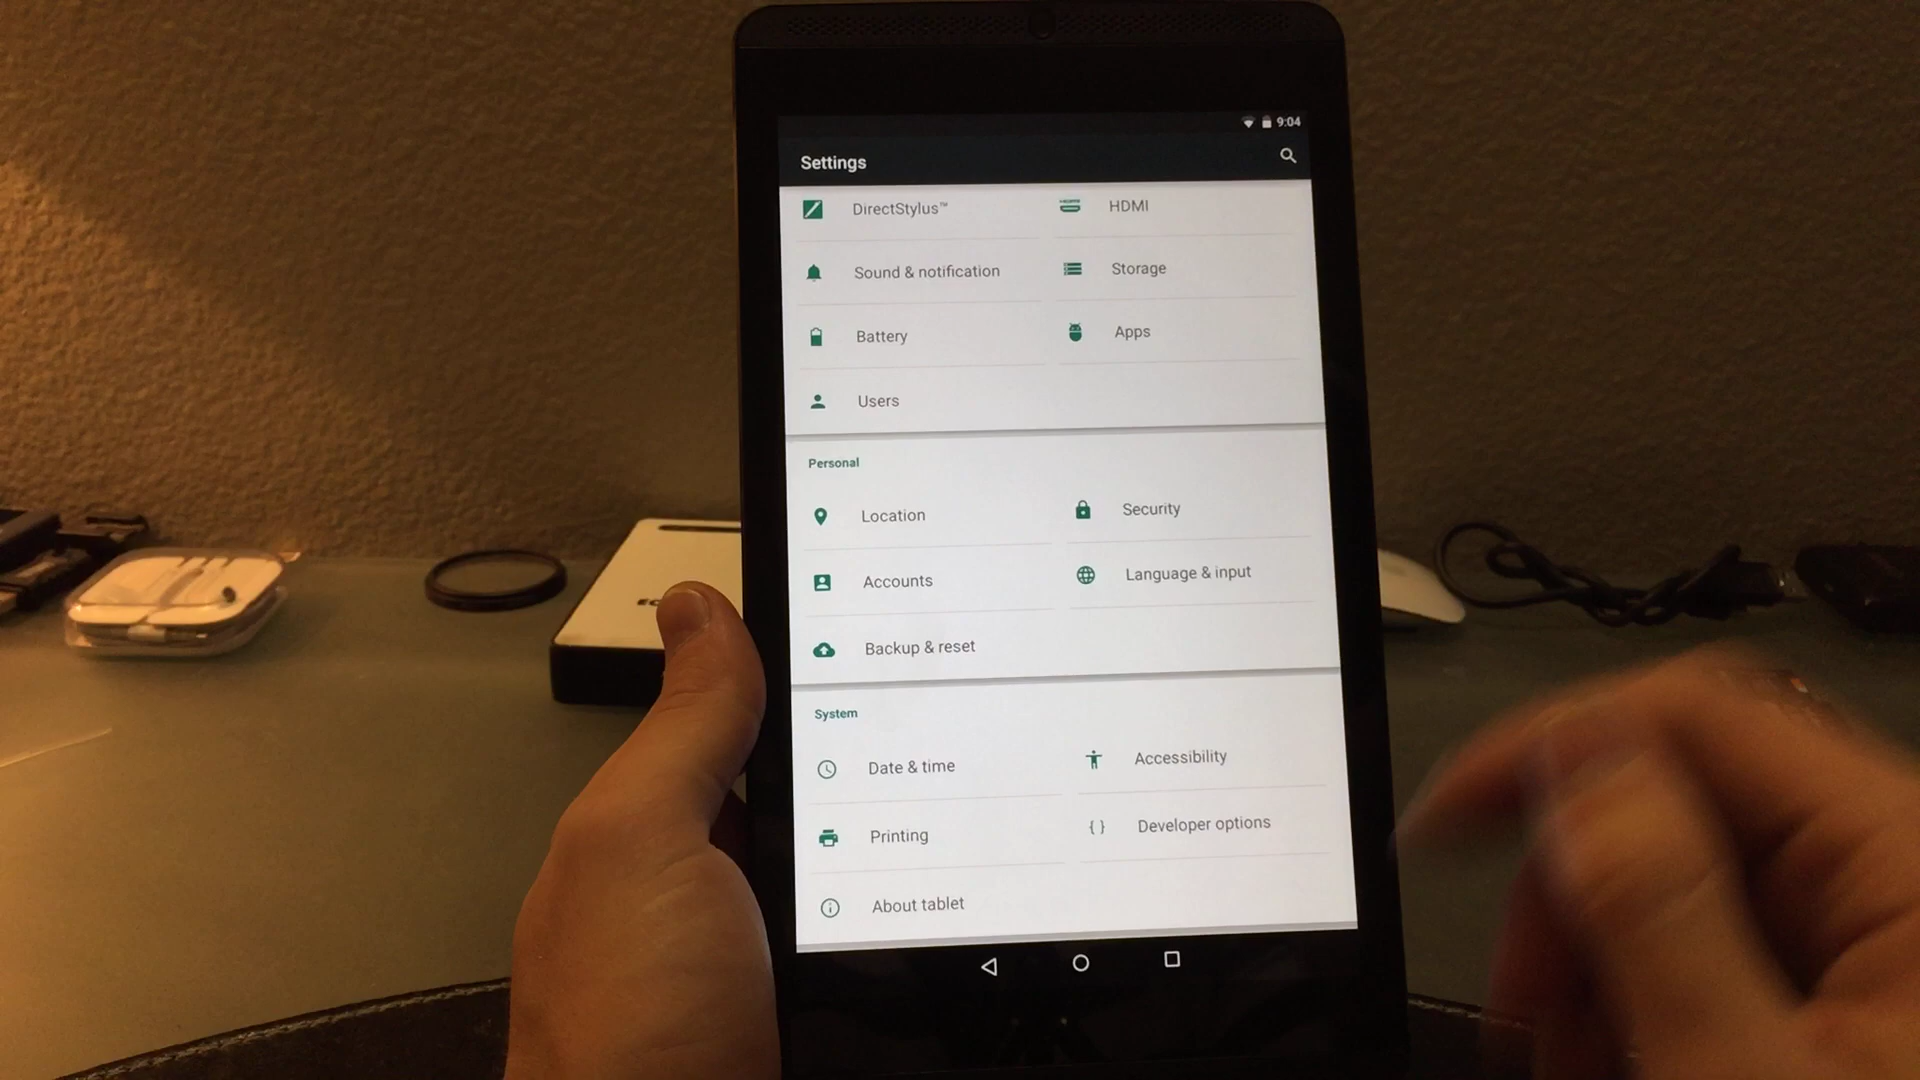 9:04
Settings
DirectStylus™
HDMI
Sound & notification
Storage
Battery
Apps
Users
Personal
Location
Security
Accounts
Language & input
Backup & reset
System
Date & time
Accessibility
Printing
{ } Developer options
About tablet